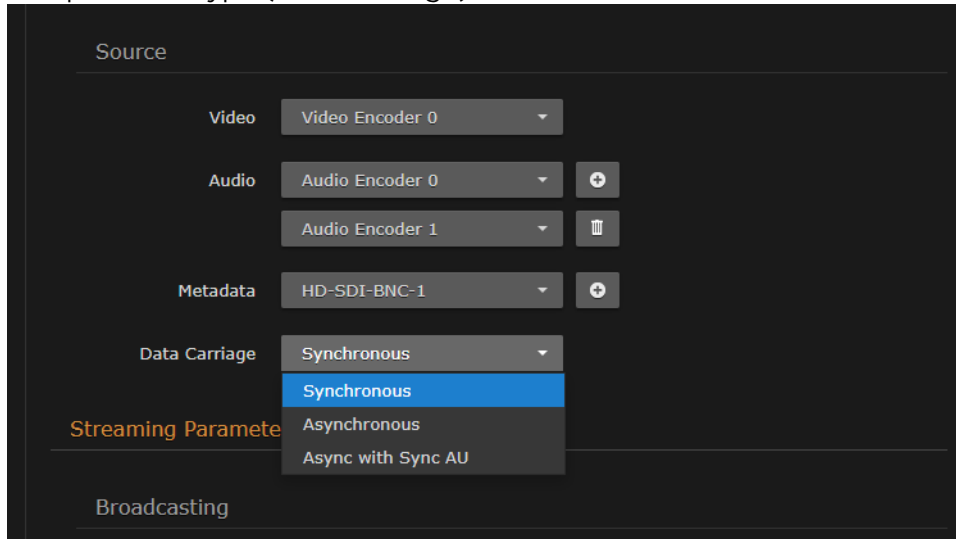 Source
Video Video Encoder 0
Audio Audio Encoder 0
Audio Encoder 1
Metadata HD-SDI-BNC-1
Data Carriage Synchronous
Synchronous
Asynchronous
Async with Sync AU
Streaming Paramete
Broadcasting